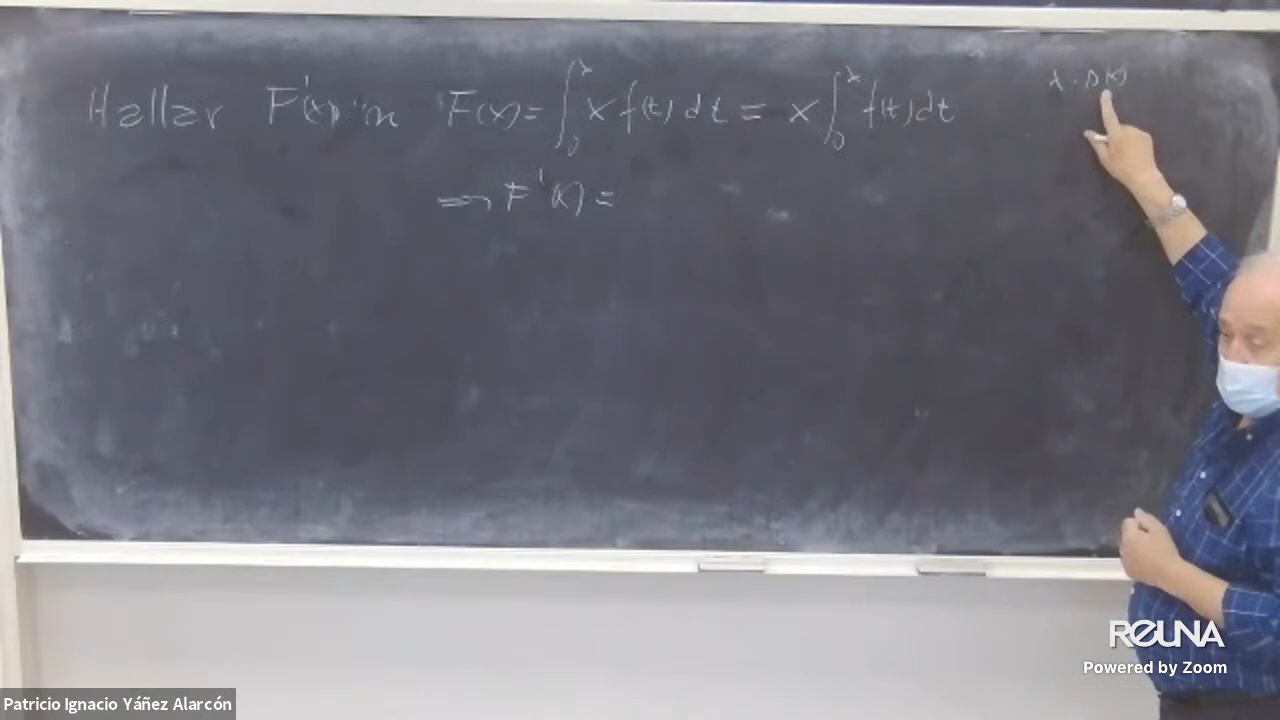 Hallar F'(x) si F(x) = ∫₀ˣ x f(t) dt = x ∫₀ˣ f(t) dt
x · D(x)
⇒ F'(x) =
REUNA
Powered by Zoom
Patricio Ignacio Yáñez Alarcón